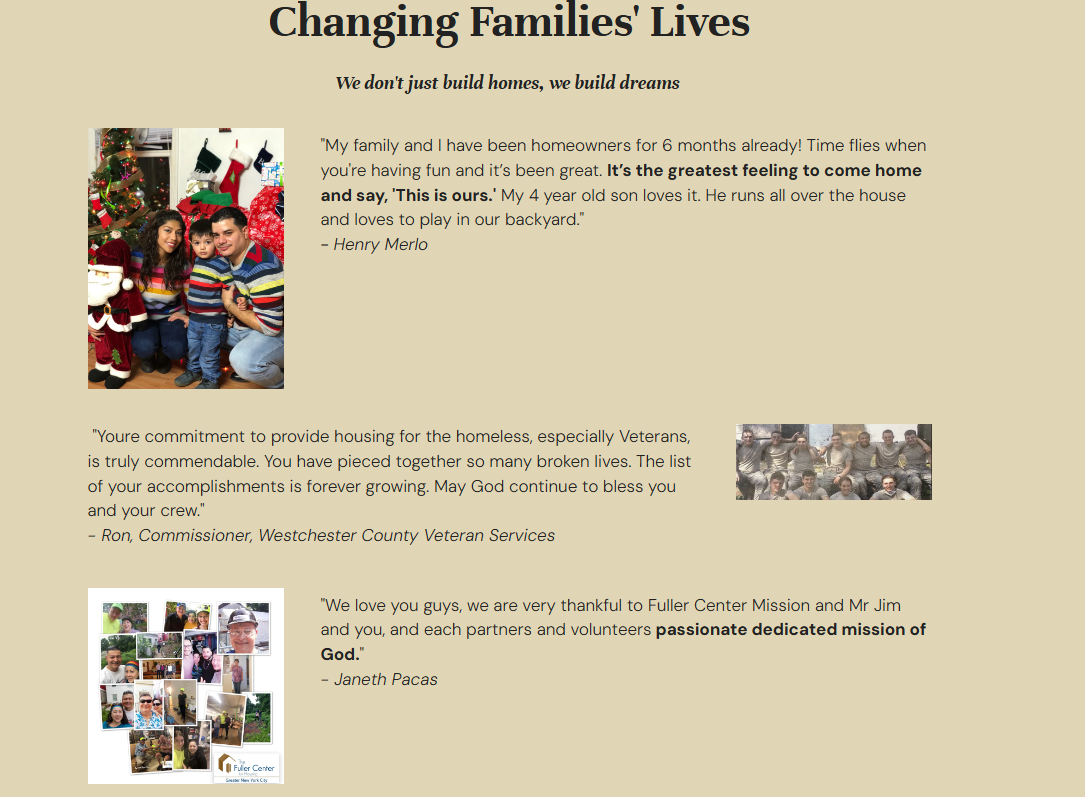 Changing Families' Lives
We don't just build homes, we build dreams
"My family and I have been homeowners for 6 months already! Time flies when
you're having fun and it’s been great. It’s the greatest feeling to come home
and say, 'This is ours.' My 4 year old son loves it. He runs all over the house
and loves to play in our backyard."
- Henry Merlo
"Youre commitment to provide housing for the homeless, especially Veterans,
is truly commendable. You have pieced together so many broken lives. The list
of your accomplishments is forever growing. May God continue to bless you
and your crew."
- Ron, Commissioner, Westchester County Veteran Services
"We love you guys, we are very thankful to Fuller Center Mission and Mr Jim
and you, and each partners and volunteers passionate dedicated mission of
God."
- Janeth Pacas
The
Fuller Center
for Housing
Greater New York City